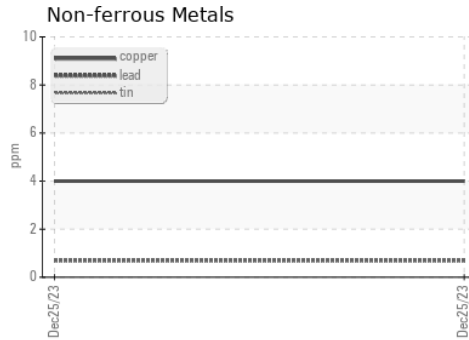 Non-ferrous Metals
10
8
6
4
2
0
ppm
copper
lead
tin
Dec25/23
Dec25/23